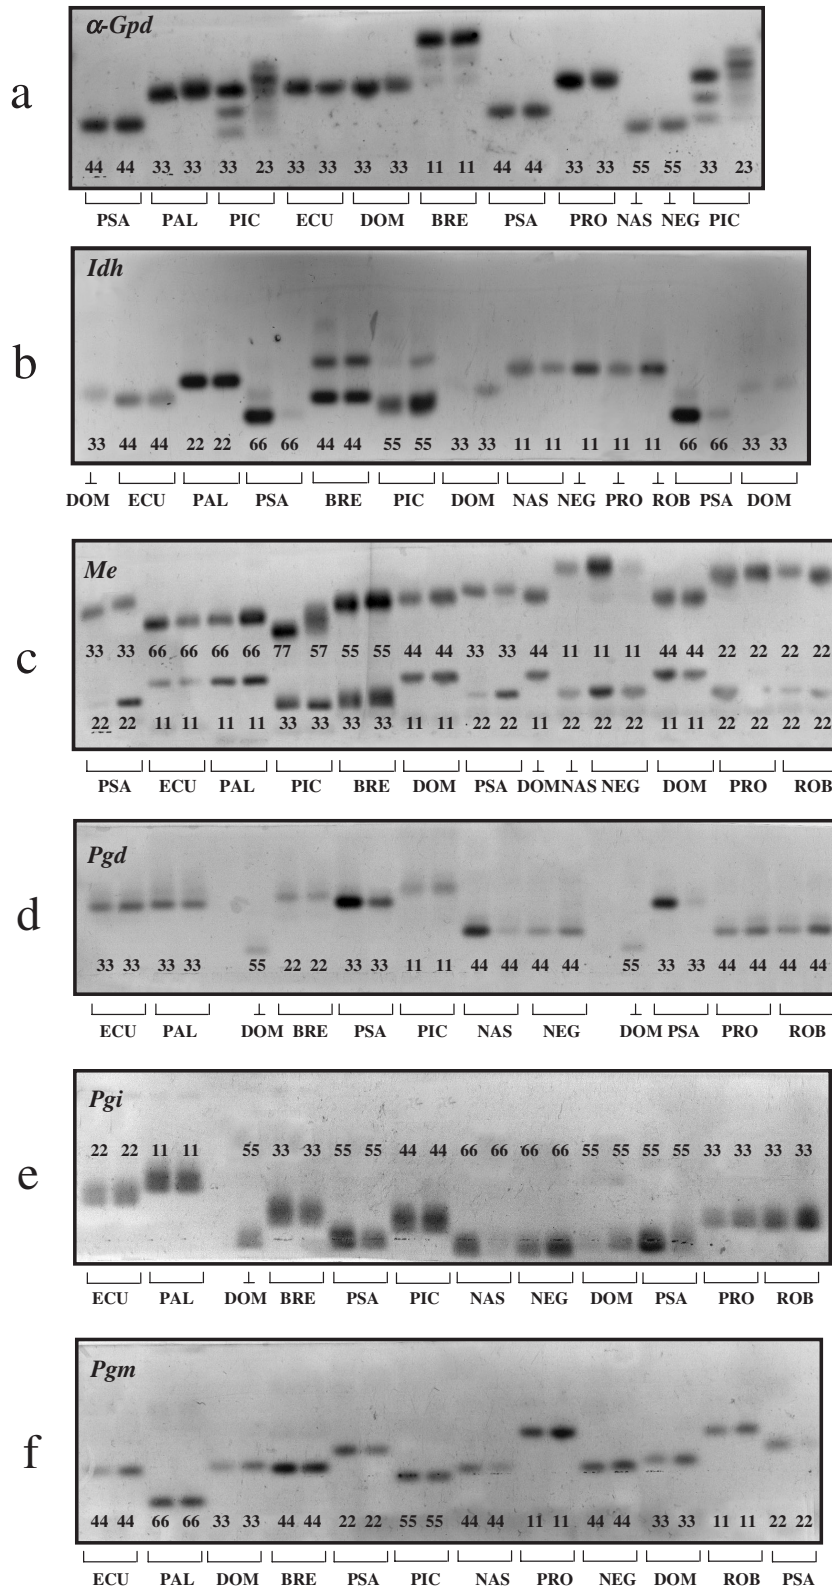 a
α-Gpd
44 44 33 33 33 23 33 33 33 33 11 11 44 44 33 33 55 55 33 23
PSA PAL PIC ECU DOM BRE PSA PRO NAS NEG PIC
b
Idh
33 44 44 22 22 66 66 44 44 55 55 33 33 11 11 11 11 11 66 66 33 33
DOM ECU PAL PSA BRE PIC DOM NAS NEG PRO ROB PSA DOM
c
Me
33 33 66 66 66 66 77 57 55 55 44 44 33 33 44 11 11 11 44 44 22 22 22 22
22 22 11 11 11 11 33 33 33 33 11 11 22 22 11 22 22 22 11 11 22 22 22 22
PSA ECU PAL PIC BRE DOM PSA DOM NAS NEG DOM PRO ROB
d
Pgd
33 33 33 33 55 22 22 33 33 11 11 44 44 44 44 55 33 33 44 44 44 44
ECU PAL DOM BRE PSA PIC NAS NEG DOM PSA PRO ROB
e
Pgi
22 22 11 11 55 33 33 55 55 44 44 66 66 66 66 55 55 55 55 33 33 33 33
ECU PAL DOM BRE PSA PIC NAS NEG DOM PSA PRO ROB
f
Pgm
44 44 66 66 33 33 44 44 22 22 55 55 44 44 11 11 44 44 33 33 11 11 22 22
ECU PAL DOM BRE PSA PIC NAS PRO NEG DOM ROB PSA